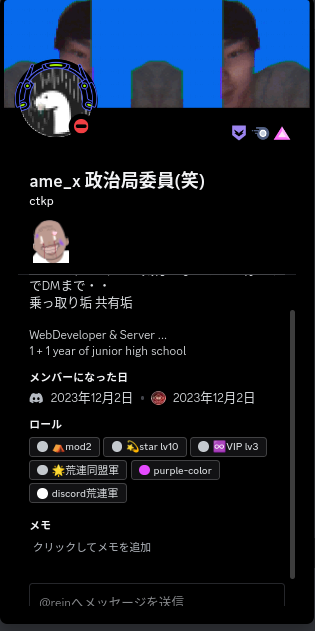 ame_x 政治局委員(笑)
ctkp
でDMまで・・
乗っ取り垢 共有垢
WebDeveloper & Server ...
1 + 1 year of junior high school
メンバーになった日
2023年12月2日 • 2023年12月2日
ロール
⛺mod2 💫star lv10 ♾️VIP lv3
🌟荒連同盟軍 purple-color
discord荒連軍
メモ
クリックしてメモを追加
@reinへメッセージを送信